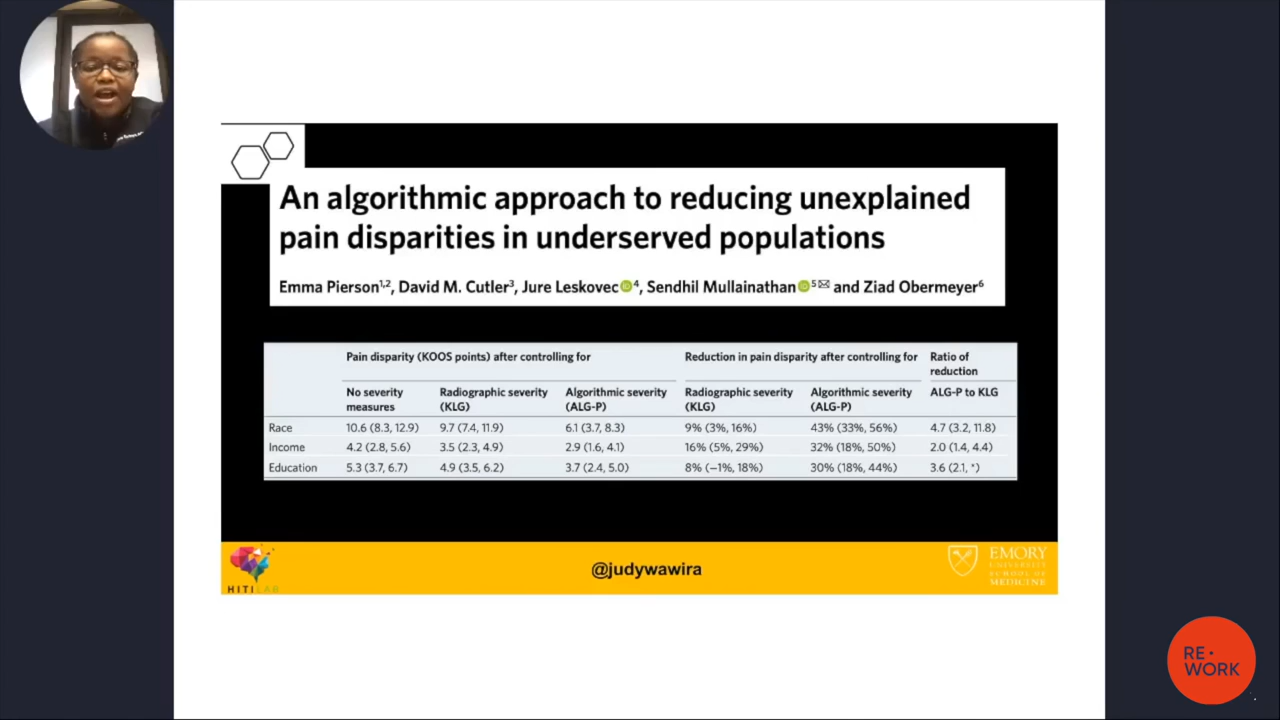 An algorithmic approach to reducing unexplained
pain disparities in underserved populations
Emma Pierson1,2, David M. Cutler3, Jure Leskovec4, Sendhil Mullainathan5✉ and Ziad Obermeyer6
Pain disparity (KOOS points) after controlling for Reduction in pain disparity after controlling for Ratio of
reduction
No severity Radiographic severity Algorithmic severity Radiographic severity Algorithmic severity ALG-P to KLG
measures (KLG) (ALG-P) (KLG) (ALG-P)
Race 10.6 (8.3, 12.9) 9.7 (7.4, 11.9) 6.1 (3.7, 8.3) 9% (3%, 16%) 43% (33%, 56%) 4.7 (3.2, 11.8)
Income 4.2 (2.8, 5.6) 3.5 (2.3, 4.9) 2.9 (1.6, 4.1) 16% (5%, 29%) 32% (18%, 50%) 2.0 (1.4, 4.4)
Education 5.3 (3.7, 6.7) 4.9 (3.5, 6.2) 3.7 (2.4, 5.0) 8% (−1%, 18%) 30% (18%, 44%) 3.6 (2.1, *)
HITI LAB
@judywawira
EMORY
UNIVERSITY
SCHOOL OF
MEDICINE
RE•
WORK